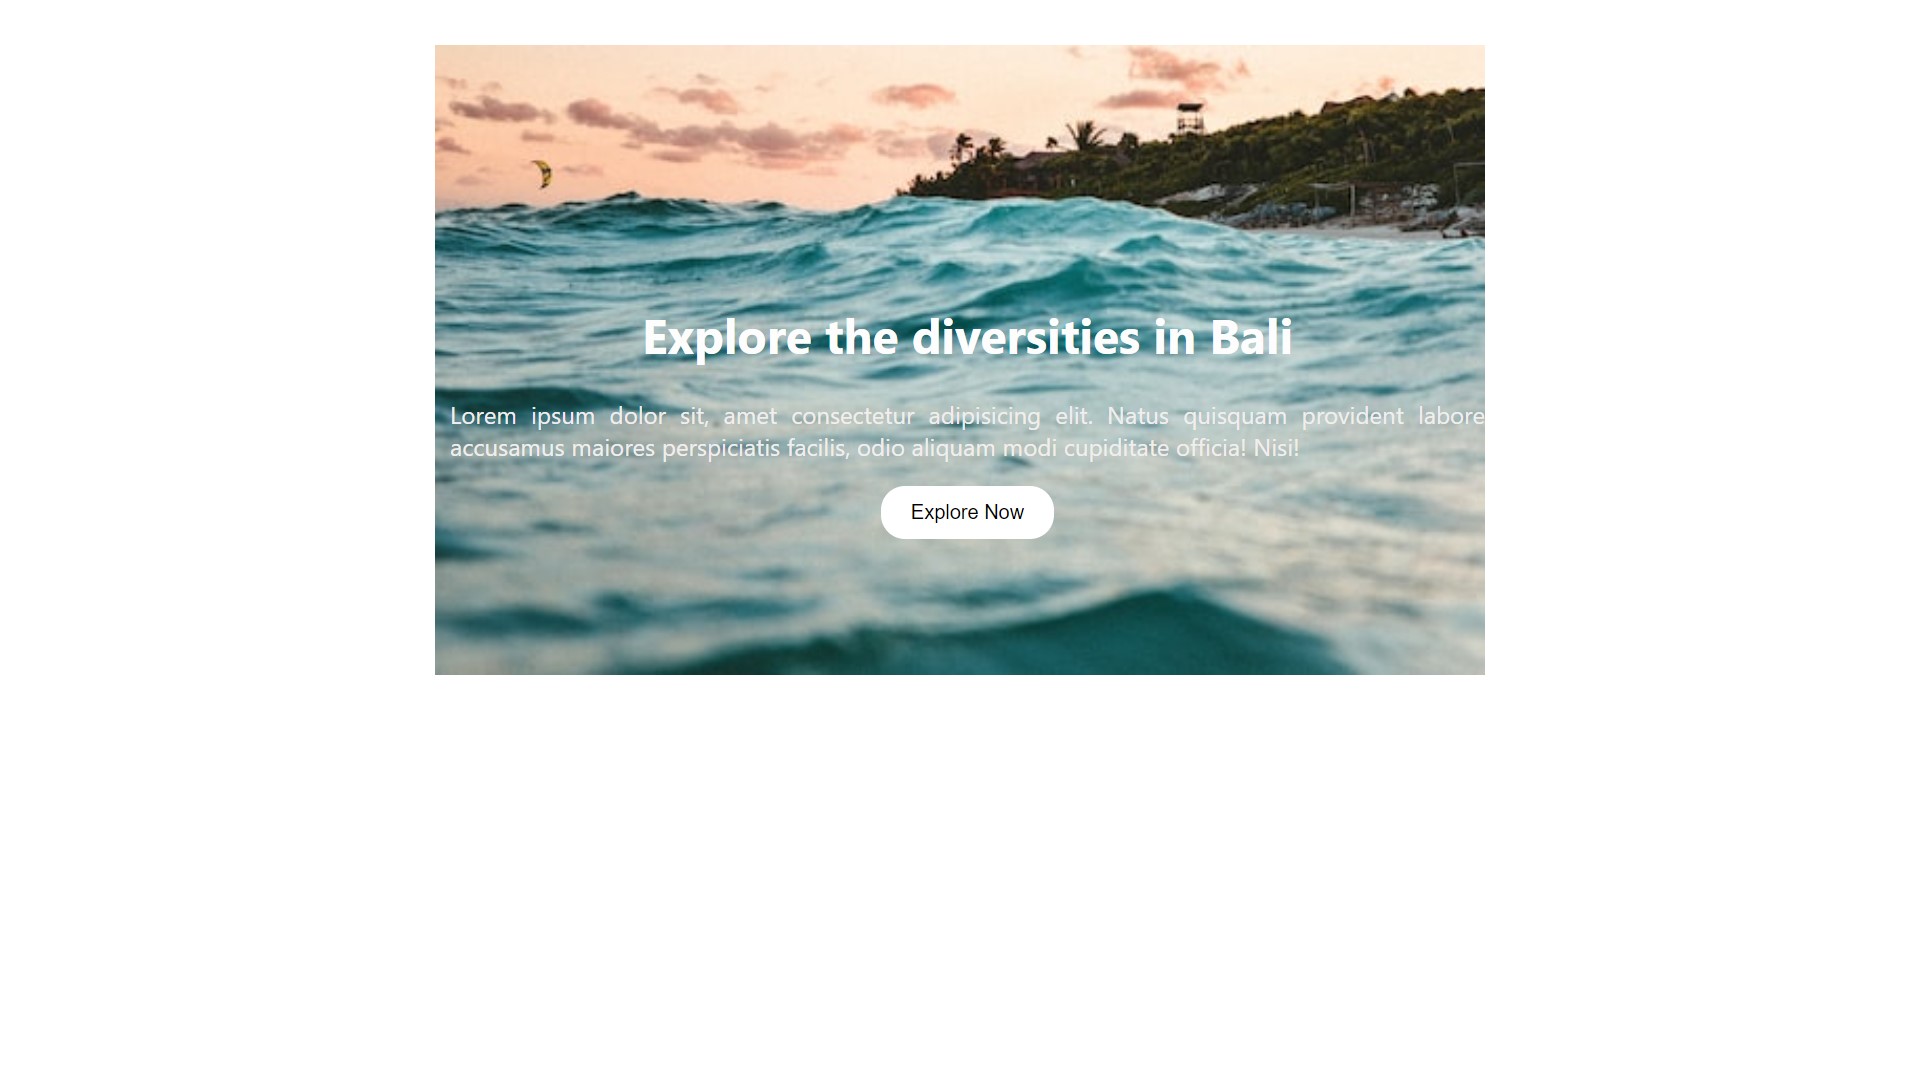 Explore the diversities in Bali
Lorem ipsum dolor sit, amet consectetur adipisicing elit. Natus quisquam provident labore
accusamus maiores perspiciatis facilis, odio aliquam modi cupiditate officia! Nisi!
Explore Now